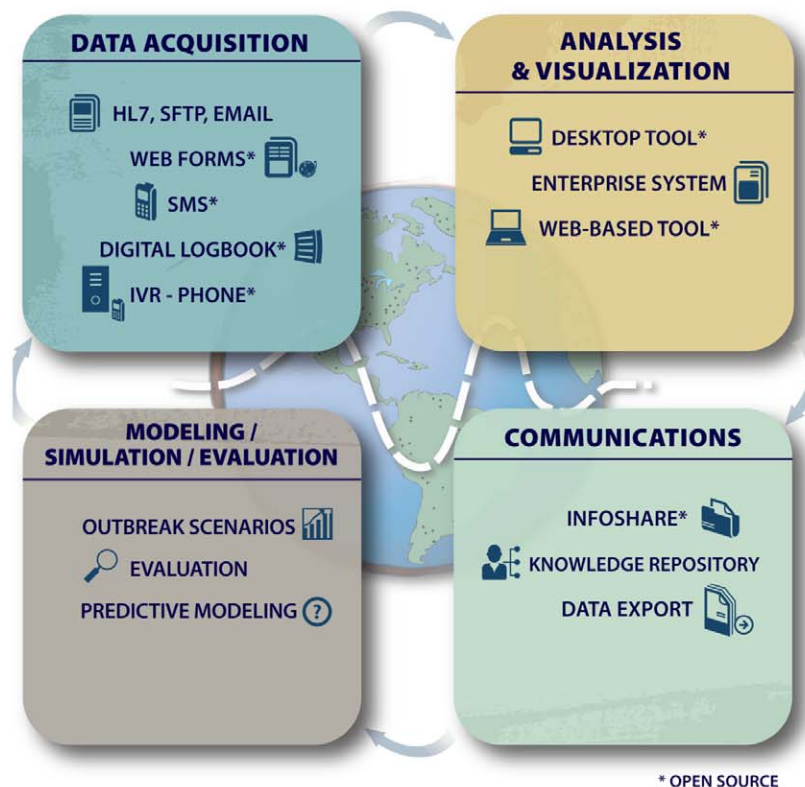 DATA ACQUISITION
HL7, SFTP, EMAIL
WEB FORMS*
SMS*
DIGITAL LOGBOOK*
IVR - PHONE*
ANALYSIS
& VISUALIZATION
DESKTOP TOOL*
ENTERPRISE SYSTEM
WEB-BASED TOOL*
MODELING /
SIMULATION / EVALUATION
OUTBREAK SCENARIOS
EVALUATION
PREDICTIVE MODELING ?
COMMUNICATIONS
INFOSHARE*
KNOWLEDGE REPOSITORY
DATA EXPORT
* OPEN SOURCE